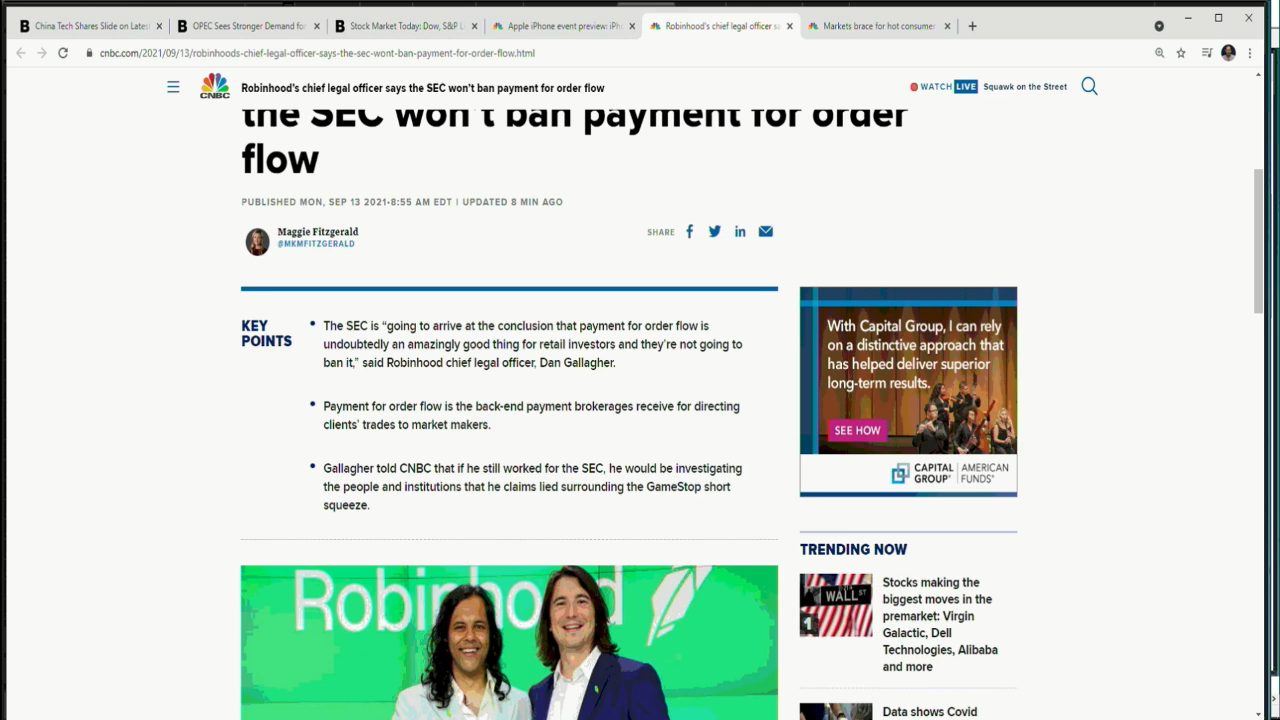 China Tech Shares Slide on Latest
OPEC Sees Stronger Demand for
Stock Market Today: Dow, S&P L
Apple iPhone event preview: iPh
Robinhood's chief legal officer sa
Markets brace for hot consumer
cnbc.com/2021/09/13/robinhoods-chief-legal-officer-says-the-sec-wont-ban-payment-for-order-flow.html
CNBC
Robinhood's chief legal officer says the SEC won't ban payment for order flow
WATCH LIVE Squawk on the Street
the SEC won't ban payment for order
flow
PUBLISHED MON, SEP 13 2021•8:55 AM EDT | UPDATED 8 MIN AGO
Maggie Fitzgerald
@MKMFITZGERALD
SHARE
KEY
POINTS
The SEC is “going to arrive at the conclusion that payment for order flow is
undoubtedly an amazingly good thing for retail investors and they’re not going to
ban it,” said Robinhood chief legal officer, Dan Gallagher.
Payment for order flow is the back-end payment brokerages receive for directing
clients’ trades to market makers.
Gallagher told CNBC that if he still worked for the SEC, he would be investigating
the people and institutions that he claims lied surrounding the GameStop short
squeeze.
With Capital Group, I can rely
on a distinctive approach that
has helped deliver superior
long-term results.
SEE HOW
CAPITAL GROUP® | AMERICAN FUNDS®
TRENDING NOW
WALL ST
1
Stocks making the
biggest moves in the
premarket: Virgin
Galactic, Dell
Technologies, Alibaba
and more
Data shows Covid
Robinhood